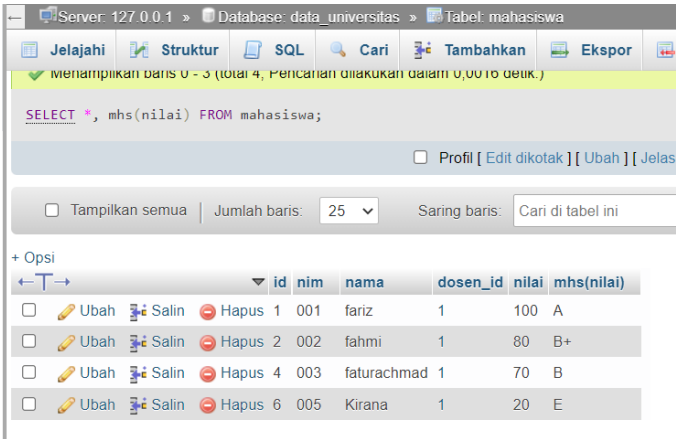 ← Server: 127.0.0.1 » Database: data_universitas » Tabel: mahasiswa
Jelajahi Struktur SQL Cari Tambahkan Ekspor
Menampilkan baris 0 - 3 (total 4, Pencarian dilakukan dalam 0,0016 detik.)
SELECT *, mhs(nilai) FROM mahasiswa;
Profil [ Edit dikotak ] [ Ubah ] [ Jelas
Tampilkan semua | Jumlah baris: 25 Saring baris: Cari di tabel ini
+ Opsi
←T→ id nim nama dosen_id nilai mhs(nilai)
Ubah Salin Hapus 1 001 fariz 1 100 A
Ubah Salin Hapus 2 002 fahmi 1 80 B+
Ubah Salin Hapus 4 003 faturachmad 1 70 B
Ubah Salin Hapus 6 005 Kirana 1 20 E